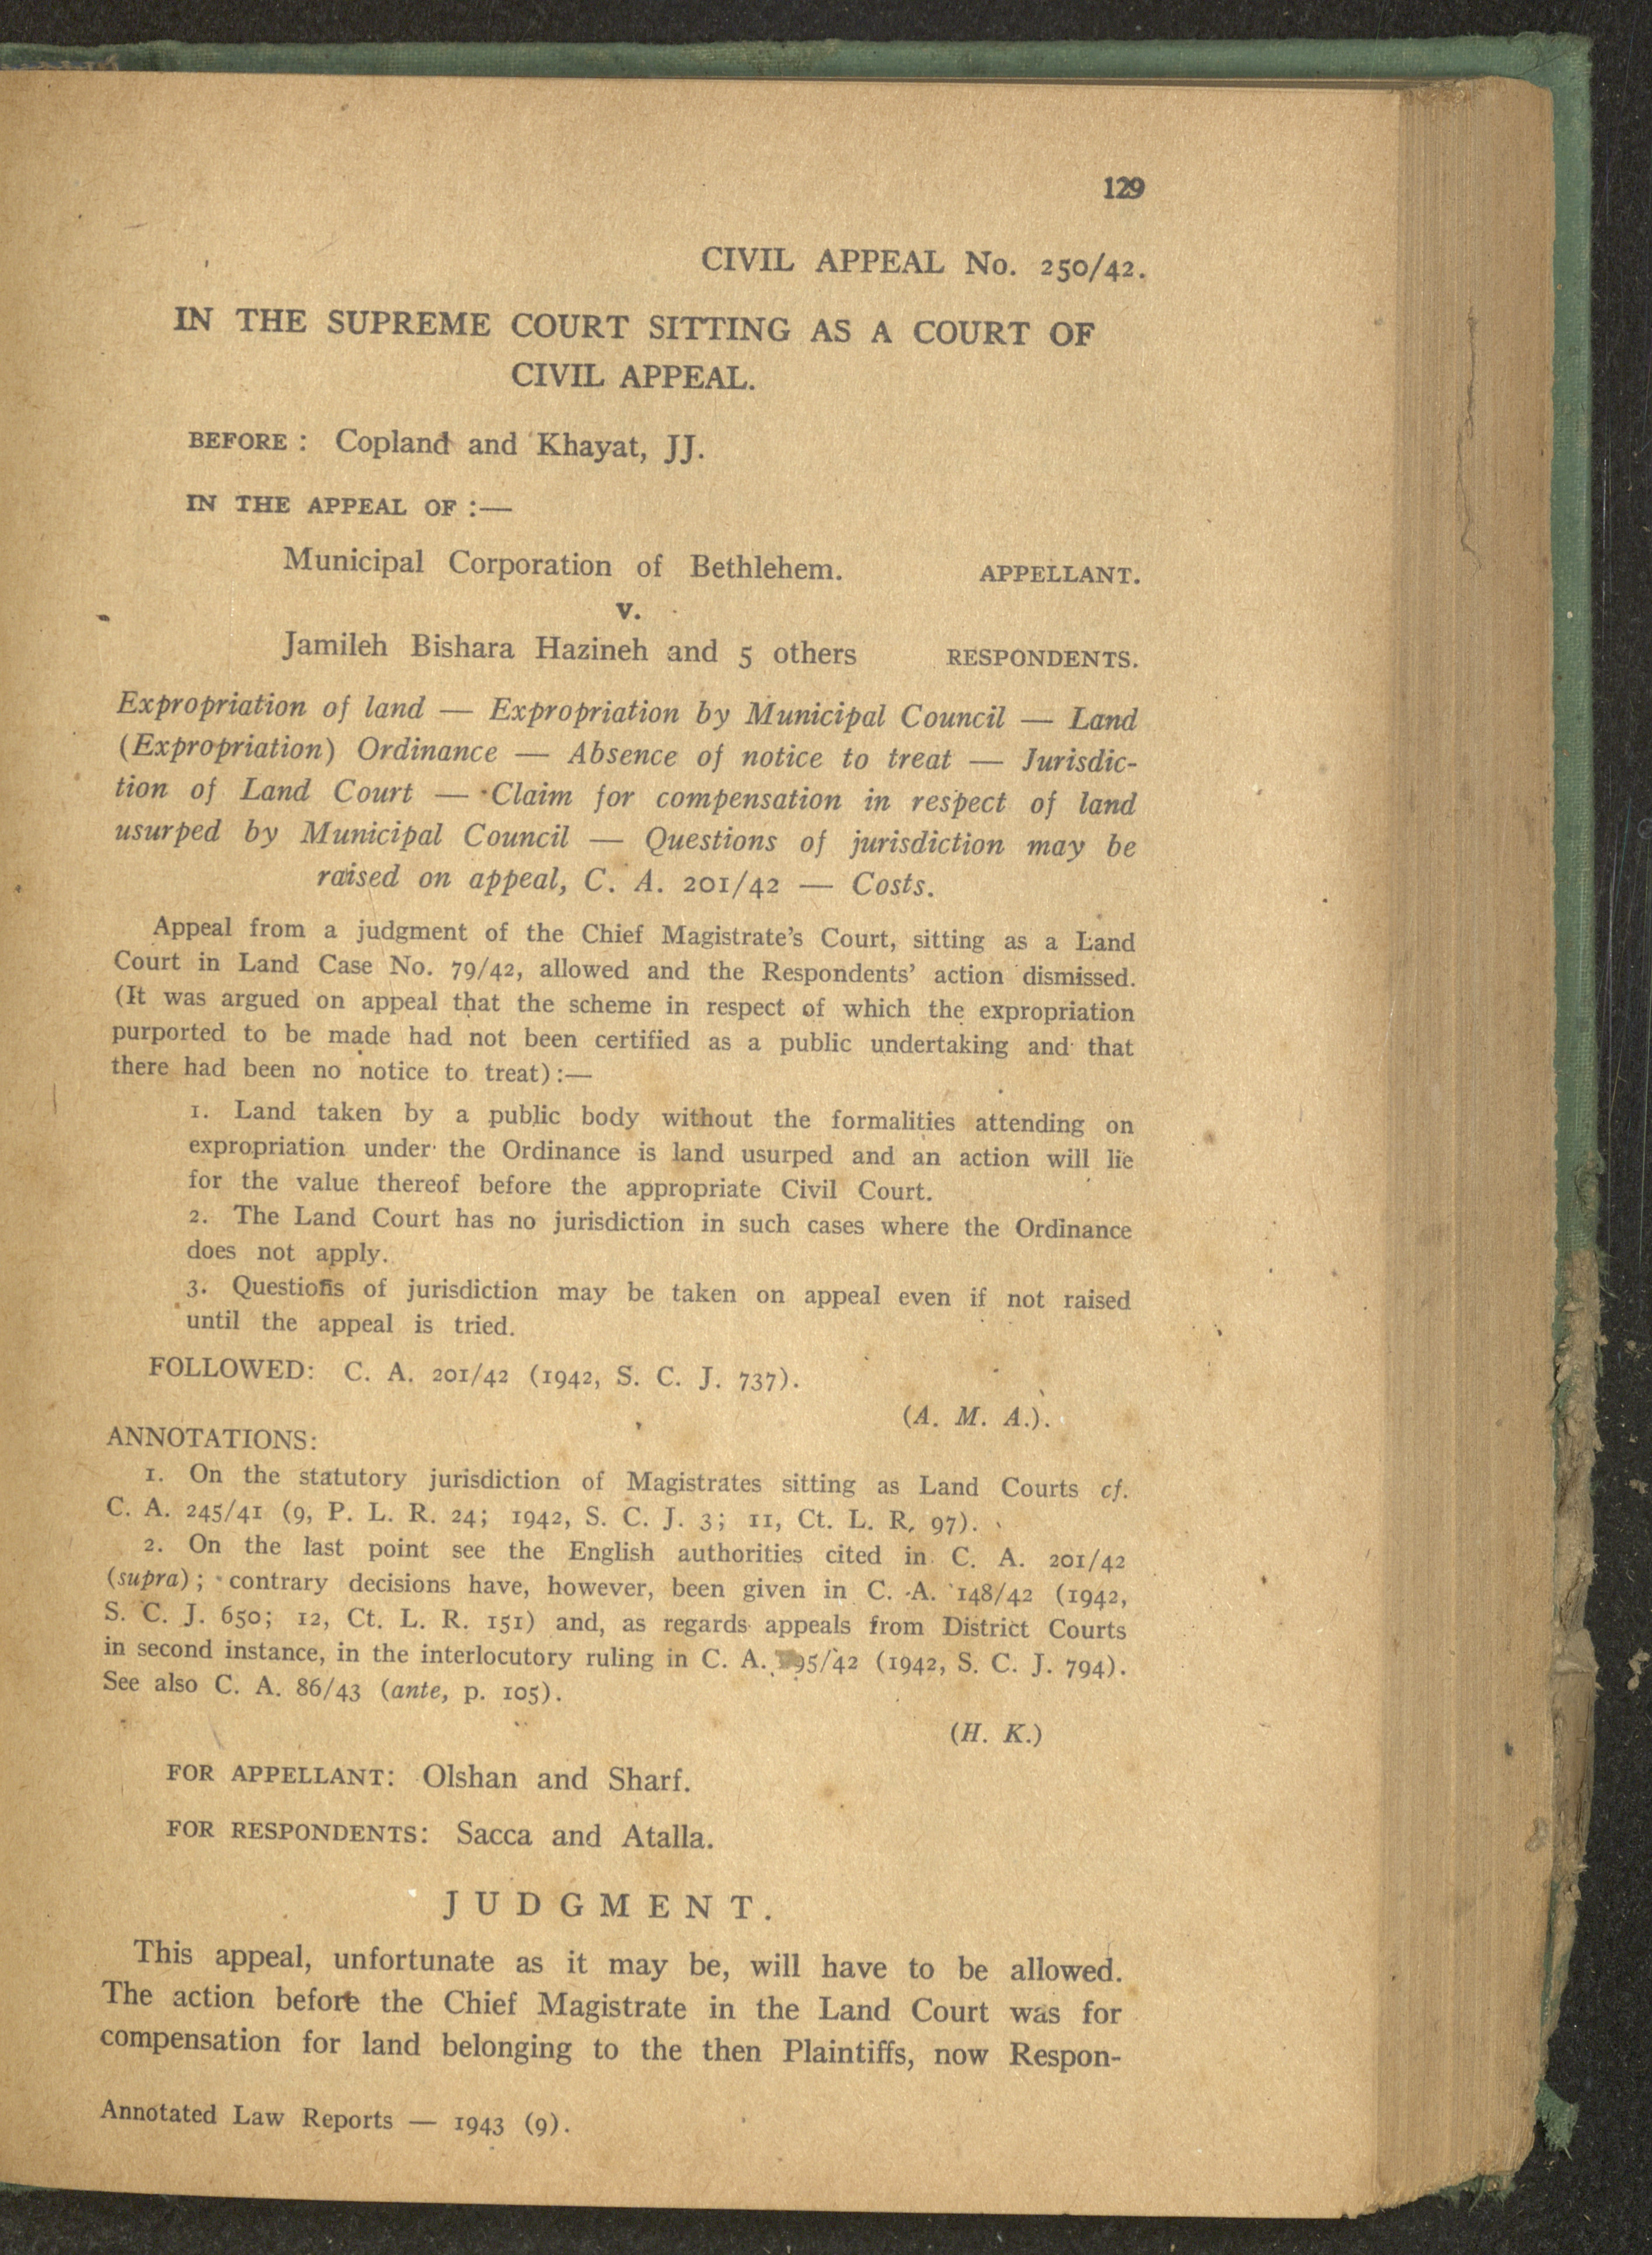 129
CIVIL APPEAL No. 250/42.
IN THE SUPREME COURT SITTING AS A COURT OF
CIVIL APPEAL.
BEFORE : Copland and Khayat, JJ.
IN THE APPEAL OF :—
Municipal Corporation of Bethlehem. APPELLANT.
v.
Jamileh Bishara Hazineh and 5 others RESPONDENTS.
Expropriation of land — Expropriation by Municipal Council — Land
(Expropriation) Ordinance — Absence of notice to treat — Jurisdic-
tion of Land Court — Claim for compensation in respect of land
usurped by Municipal Council — Questions of jurisdiction may be
raised on appeal, C. A. 201/42 — Costs.
Appeal from a judgment of the Chief Magistrate's Court, sitting as a Land
Court in Land Case No. 79/42, allowed and the Respondents' action dismissed.
(It was argued on appeal that the scheme in respect of which the expropriation
purported to be made had not been certified as a public undertaking and that
there had been no notice to treat):—
1. Land taken by a public body without the formalities attending on
expropriation under the Ordinance is land usurped and an action will lie
for the value thereof before the appropriate Civil Court.
2. The Land Court has no jurisdiction in such cases where the Ordinance
does not apply.
3. Questions of jurisdiction may be taken on appeal even if not raised
until the appeal is tried.
FOLLOWED: C. A. 201/42 (1942, S. C. J. 737).
(A. M. A.).
ANNOTATIONS:
1. On the statutory jurisdiction of Magistrates sitting as Land Courts cf.
C. A. 245/41 (9, P. L. R. 24; 1942, S. C. J. 3; 11, Ct. L. R. 97).
2. On the last point see the English authorities cited in C. A. 201/42
(supra); contrary decisions have, however, been given in C. A. 148/42 (1942,
S. C. J. 650; 12, Ct. L. R. 151) and, as regards appeals from District Courts
in second instance, in the interlocutory ruling in C. A. 95/42 (1942, S. C. J. 794).
See also C. A. 86/43 (ante, p. 105).
(H. K.)
FOR APPELLANT: Olshan and Sharf.
FOR RESPONDENTS: Sacca and Atalla.
JUDGMENT.
This appeal, unfortunate as it may be, will have to be allowed.
The action before the Chief Magistrate in the Land Court was for
compensation for land belonging to the then Plaintiffs, now Respon-
Annotated Law Reports — 1943 (9).